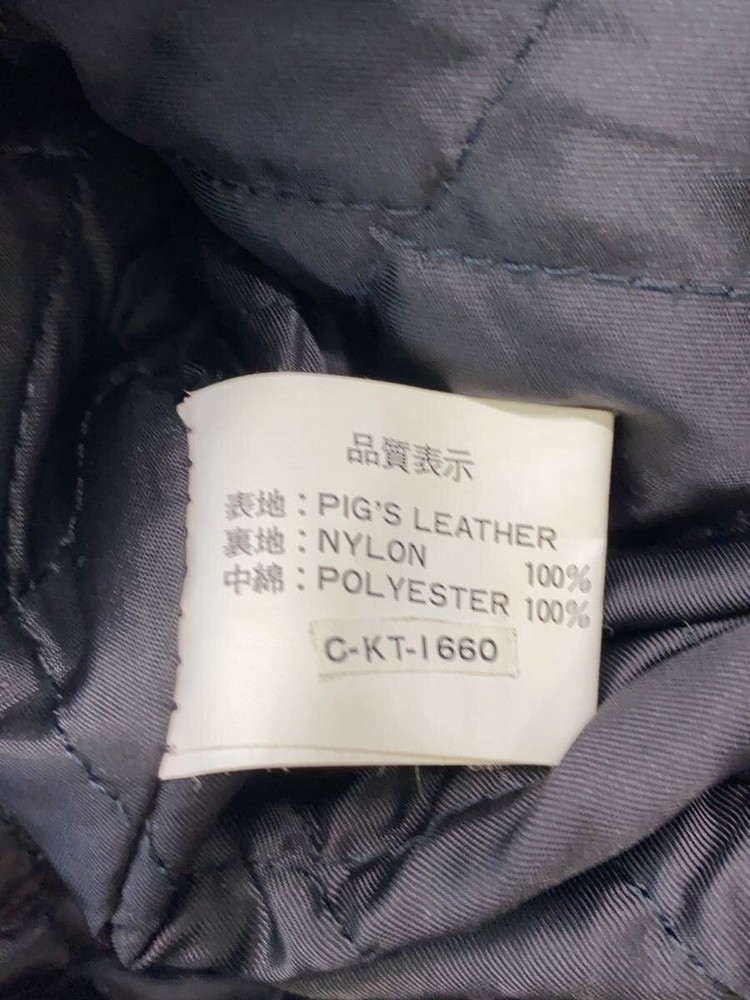 品質表示
表地：PIG'S LEATHER
裏地：NYLON 100%
中綿：POLYESTER 100%
C-KT-1660